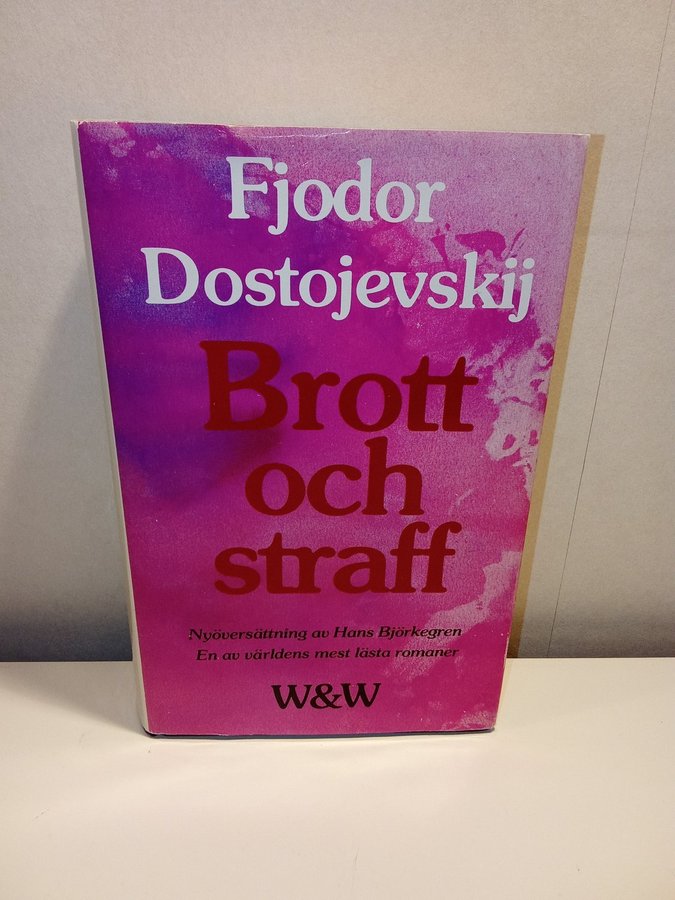 Fjodor
Dostojevskij
Brott
och
straff
Nyöversättning av Hans Björkegren
En av världens mest lästa romaner
W&W